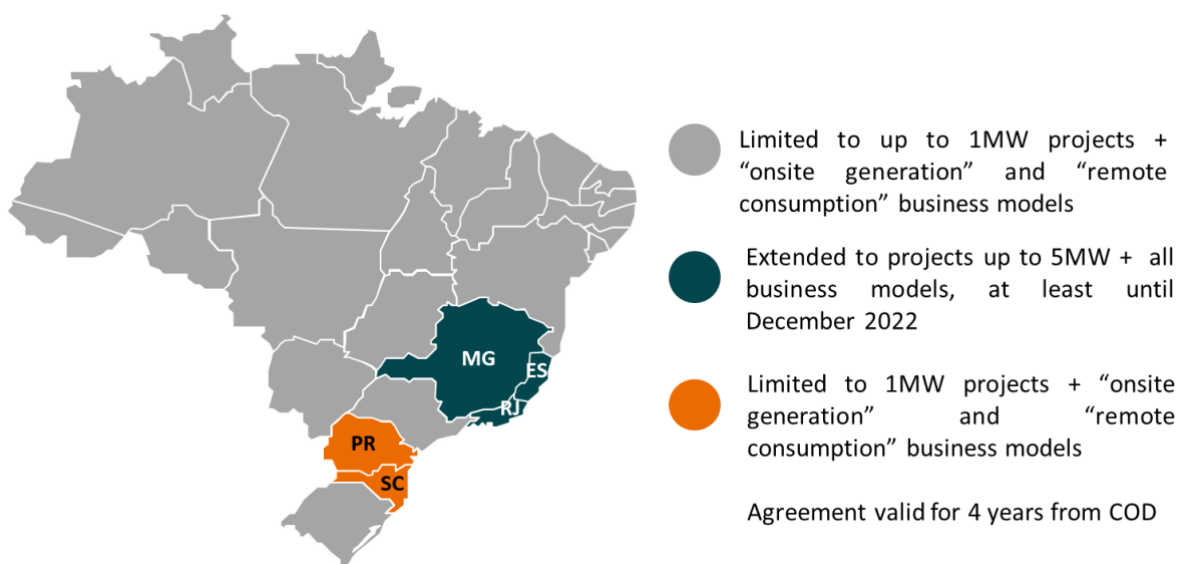 Limited to up to 1MW projects +
“onsite generation” and “remote
consumption” business models
Extended to projects up to 5MW + all
business models, at least until
December 2022
MG
ES
RJ
Limited to 1MW projects + “onsite
generation” and “remote
consumption” business models
PR
SC
Agreement valid for 4 years from COD